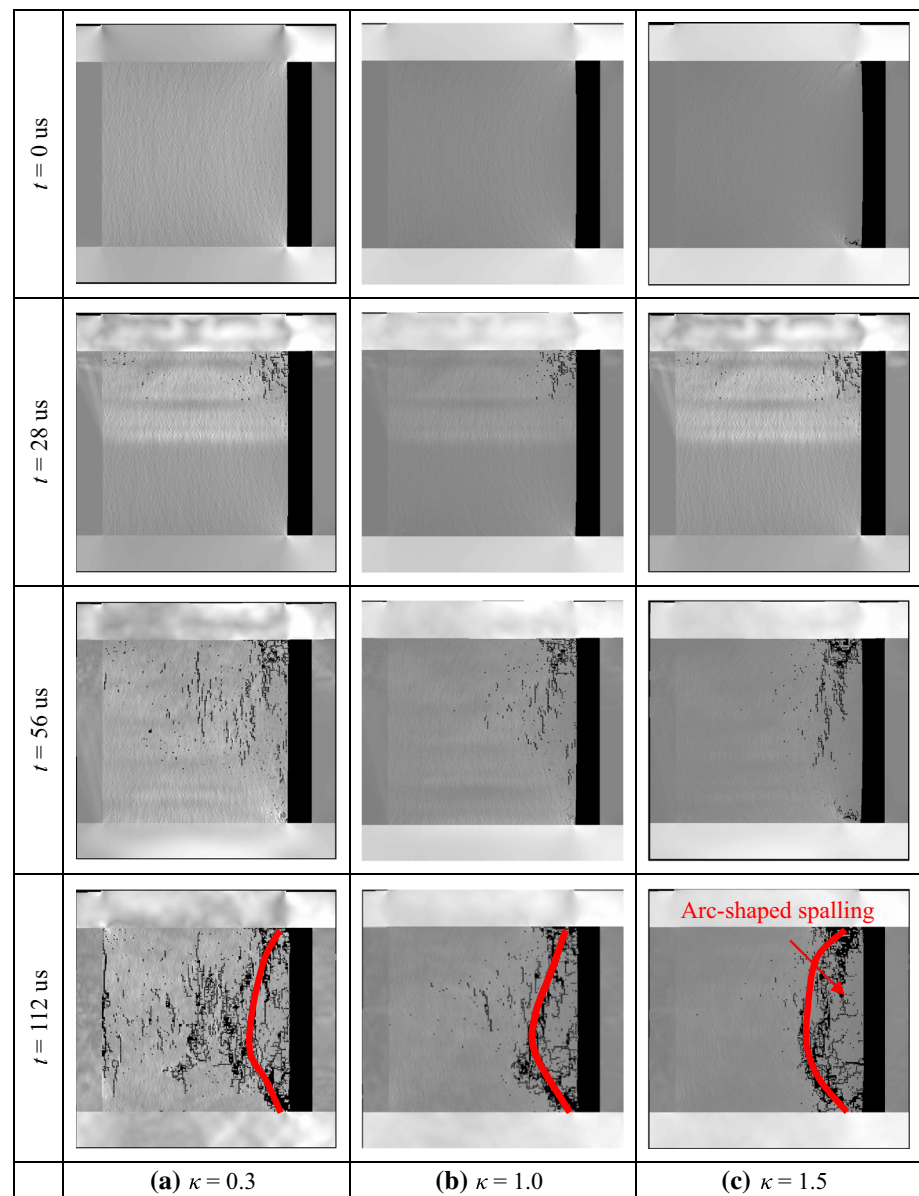 t = 0 us
t = 28 us
t = 56 us
t = 112 us
Arc-shaped spalling
(a) κ = 0.3
(b) κ = 1.0
(c) κ = 1.5